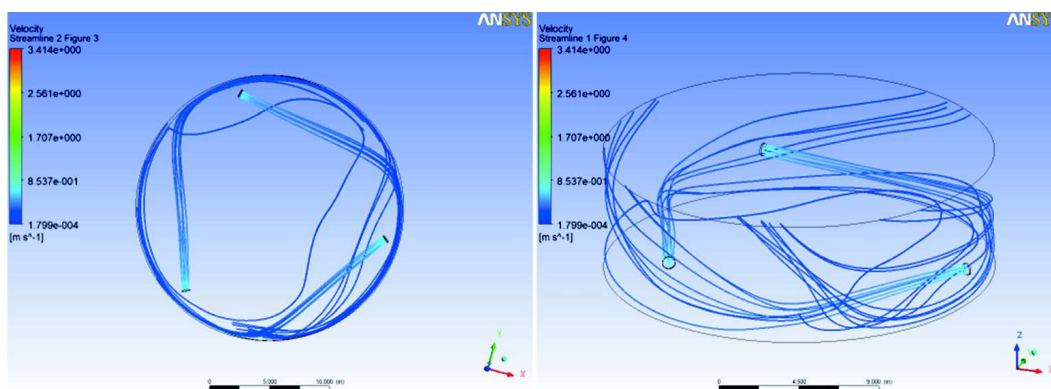 ANSYS
Velocity
Streamline 2 Figure 3
3.414e+000
2.561e+000
1.707e+000
8.537e-001
1.799e-004
[m s^-1]
Y
X
0 5.000 10.000 (m)
ANSYS
Velocity
Streamline 1 Figure 4
3.414e+000
2.561e+000
1.707e+000
8.537e-001
1.799e-004
[m s^-1]
Z
Y
X
0 4.500 9.000 (m)